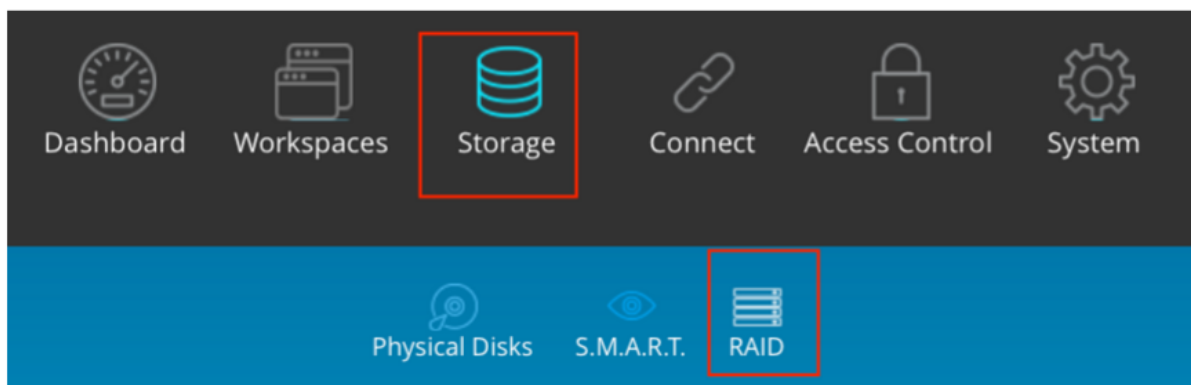 Dashboard Workspaces Storage Connect Access Control System
Physical Disks S.M.A.R.T. RAID